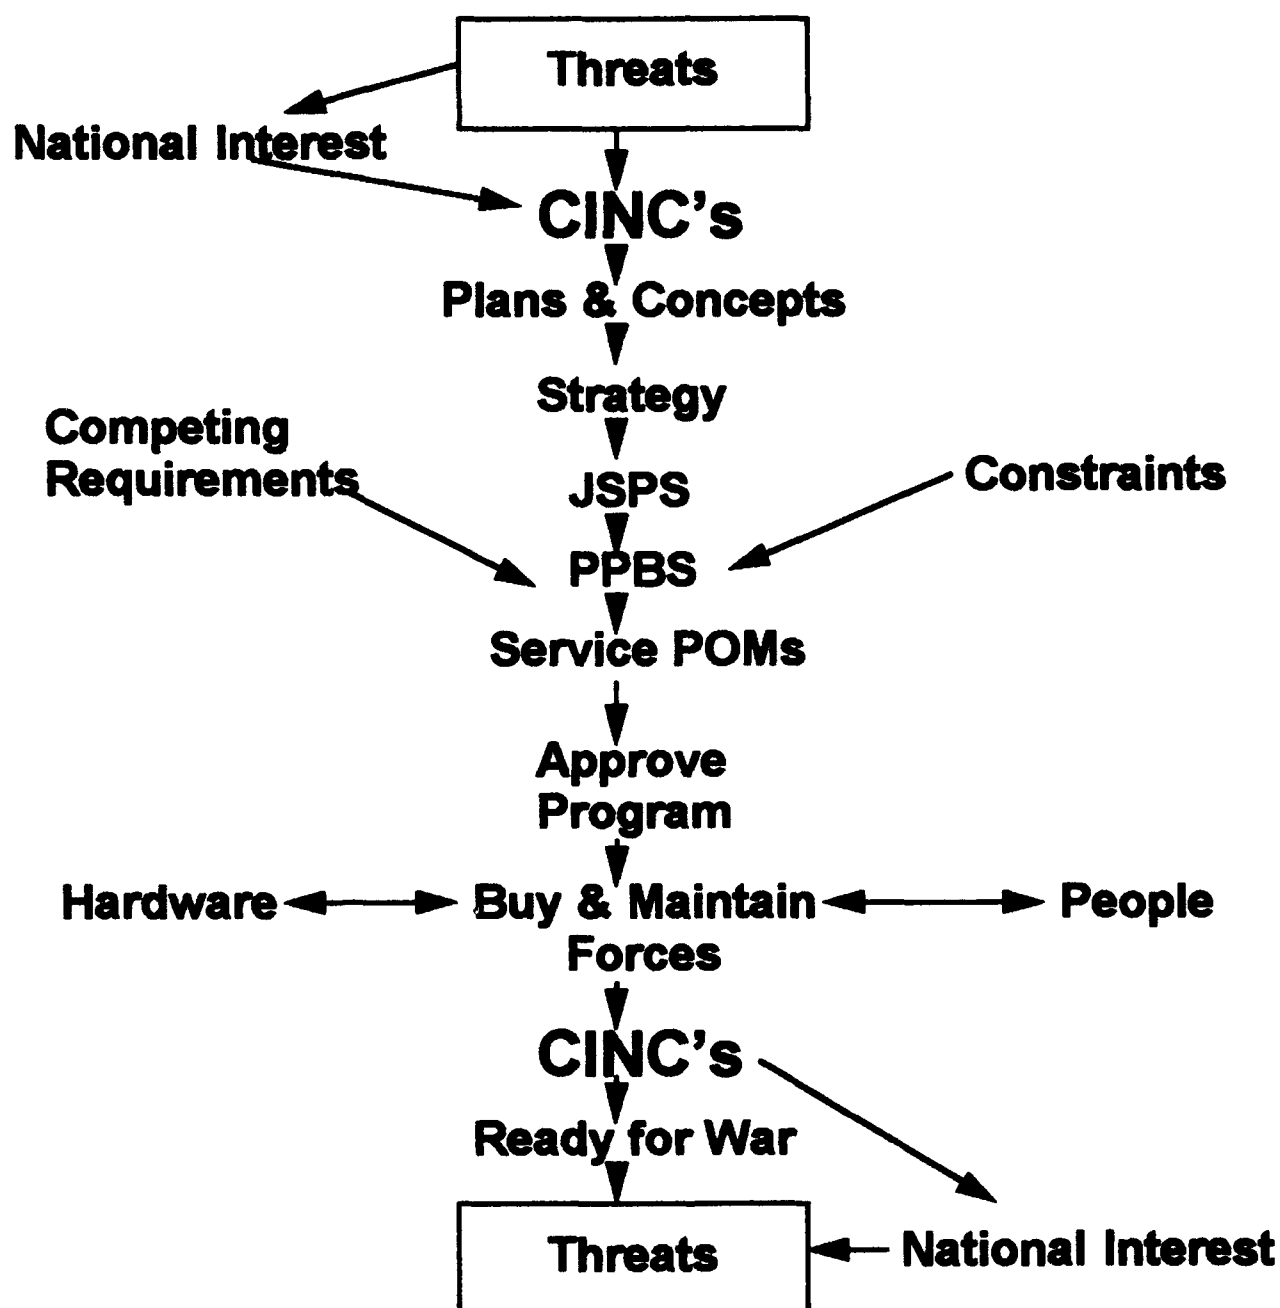 Threats
National Interest
CINC's
Plans & Concepts
Strategy
Competing
Requirements
JSPS
Constraints
PPBS
Service POMs
Approve
Program
Hardware
Buy & Maintain
Forces
People
CINC's
Ready for War
Threats
National Interest